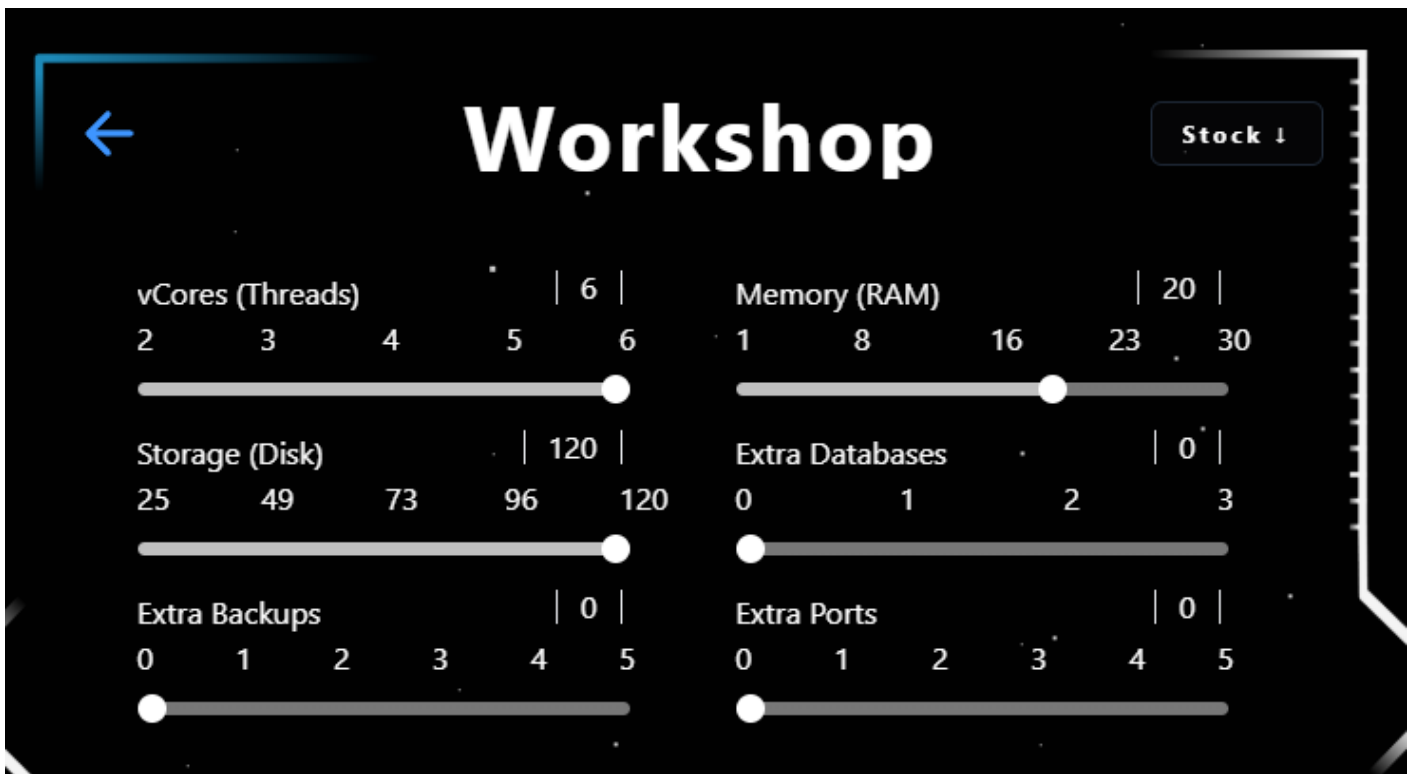 Workshop
Stock ↓
vCores (Threads) | 6 |
2 3 4 5 6
Memory (RAM) | 20 |
1 8 16 23 30
Storage (Disk) | 120 |
25 49 73 96 120
Extra Databases | 0 |
0 1 2 3
Extra Backups | 0 |
0 1 2 3 4 5
Extra Ports | 0 |
0 1 2 3 4 5